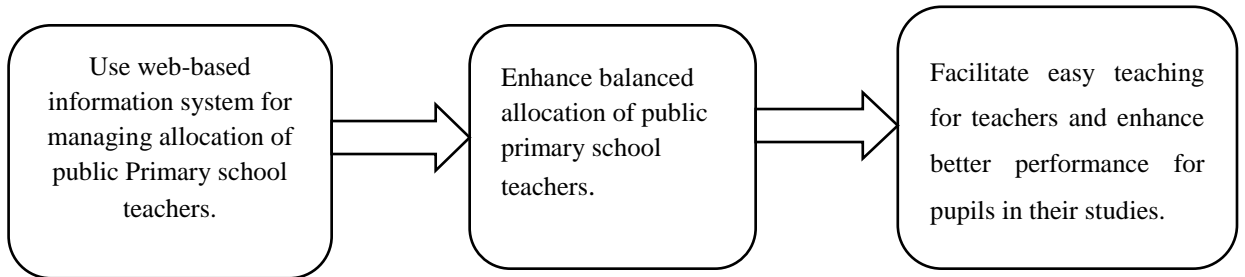 Use web-based
information system for
managing allocation of
public Primary school
teachers.
Enhance balanced
allocation of public
primary school
teachers.
Facilitate easy teaching
for teachers and enhance
better performance for
pupils in their studies.